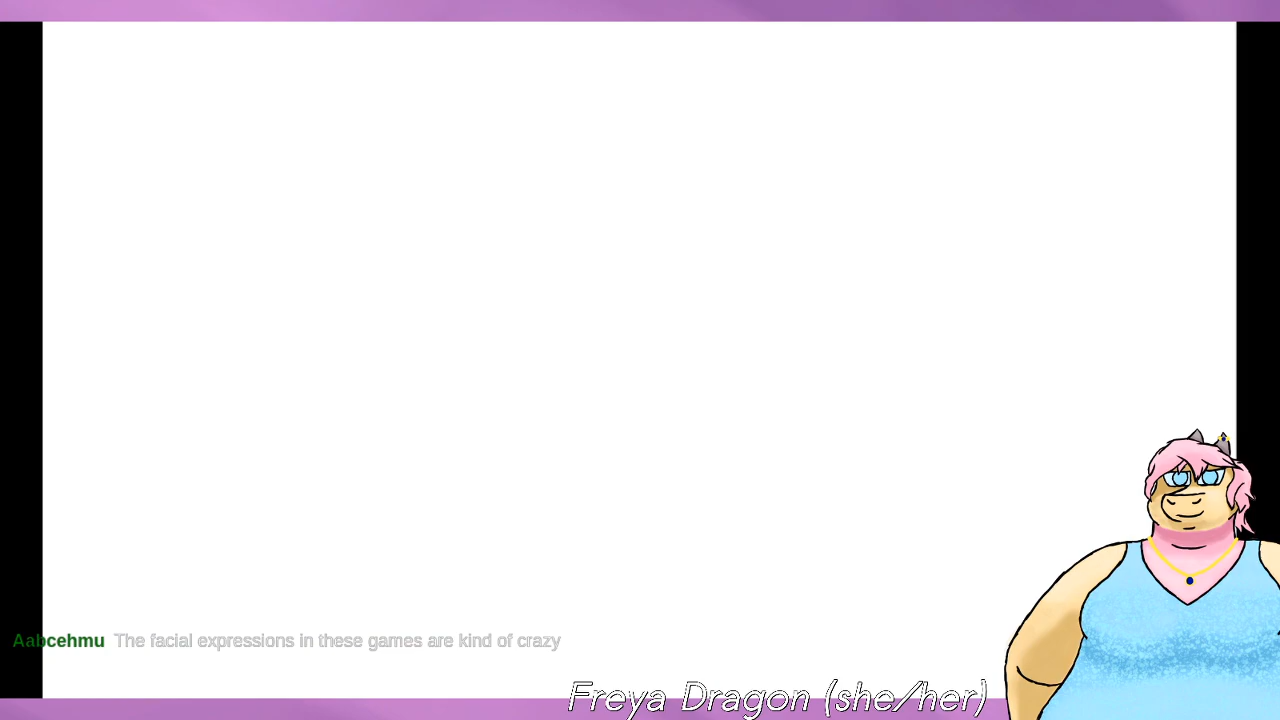 Aabcehmu The facial expressions in these games are kind of crazy
Freya Dragon (she/her)